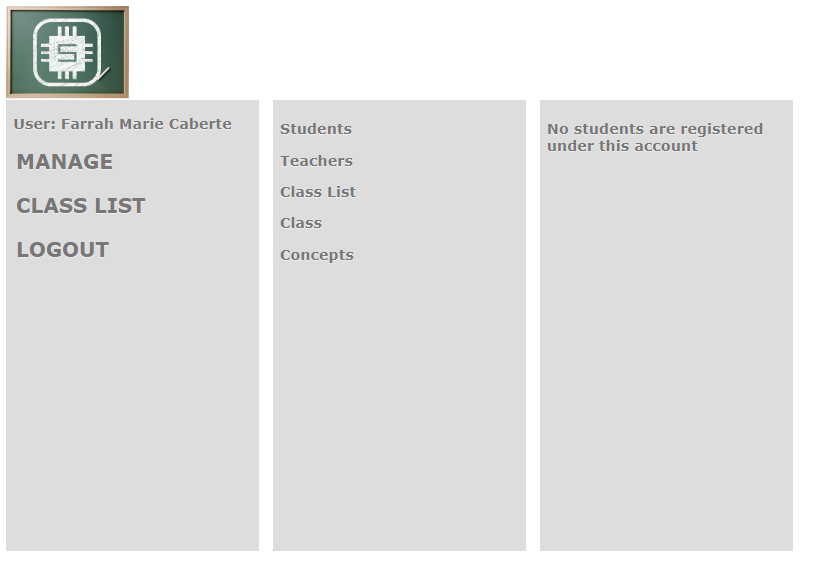 S
User: Farrah Marie Caberte
MANAGE
CLASS LIST
LOGOUT
Students
Teachers
Class List
Class
Concepts
No students are registered
under this account